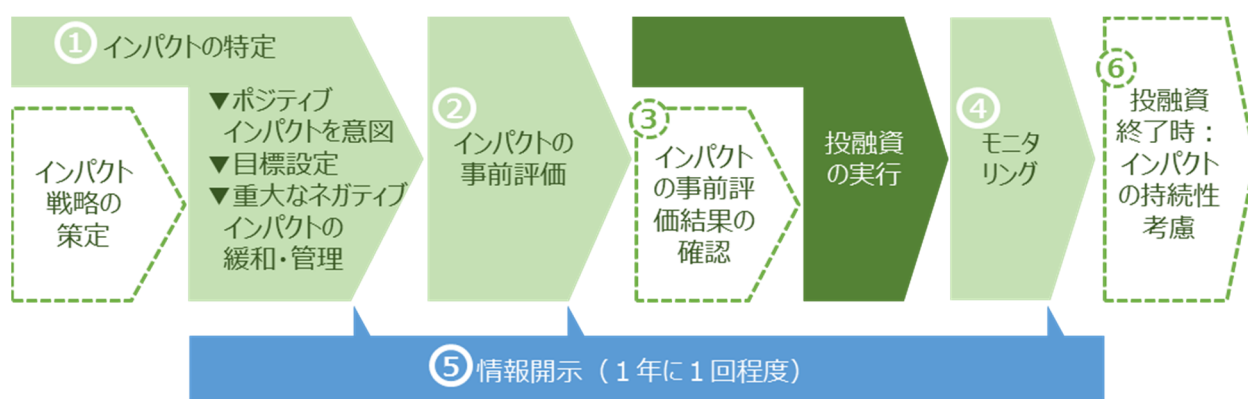 ①インパクトの特定
インパクト
戦略の
策定
▼ポジティブ
インパクトを意図
▼目標設定
▼重大なネガティブ
インパクトの
緩和・管理
②
インパクトの
事前評価
③
インパクト
の事前評
価結果の
確認
投融資
の実行
④
モニタ
リング
⑥
投融資
終了時：
インパクト
の持続性
考慮
⑤情報開示（１年に１回程度）